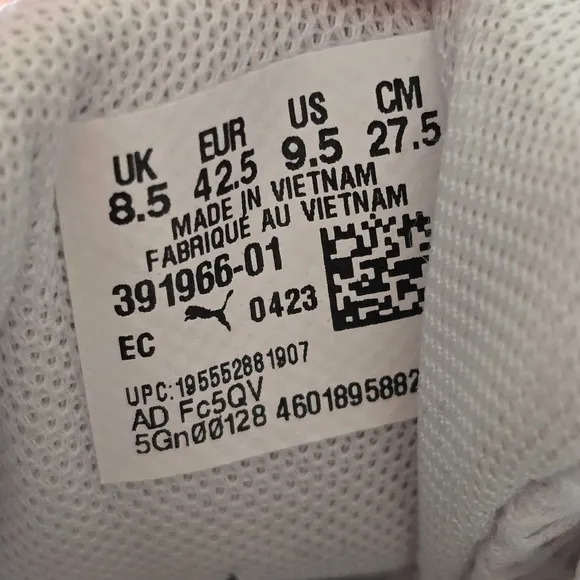 UK EUR US CM
8.5 42.5 9.5 27.5
MADE IN VIETNAM
FABRIQUÉ AU VIETNAM
391966-01
EC 0423
UPC:195552881907
AD Fc5QV
5Gn00128 4601895882